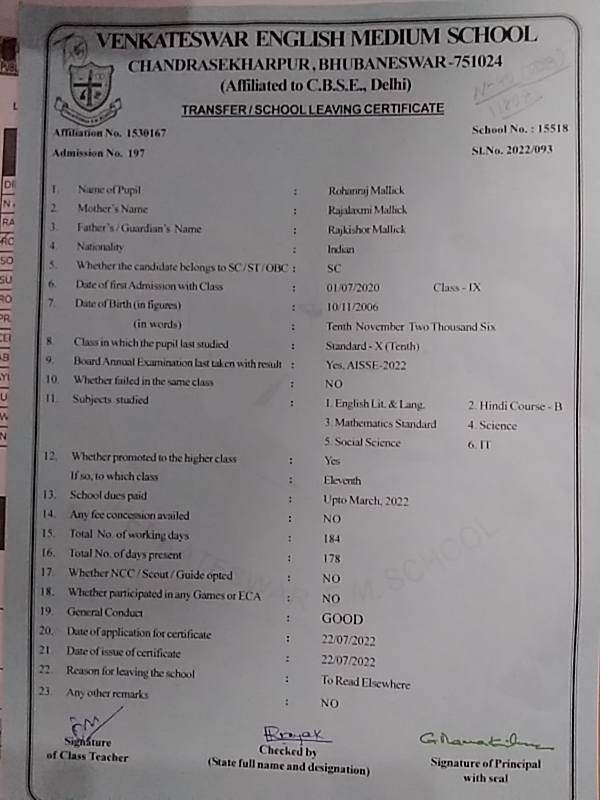 VENKATESWAR ENGLISH MEDIUM SCHOOL
CHANDRASEKHARPUR, BHUBANESWAR-751024
(Affiliated to C.B.S.E., Delhi)
TRANSFER / SCHOOL LEAVING CERTIFICATE
Affiliation No. 1530167 School No. : 15518
Admission No. 197 Sl.No. 2022/093
1. Name of Pupil : Rohanraj Mallick
2. Mother's Name : Rajalaxmi Mallick
3. Father's / Guardian's Name : Rajkishor Mallick
4. Nationality : Indian
5. Whether the candidate belongs to SC/ST/OBC : SC
6. Date of first Admission with Class : 01/07/2020 Class - IX
7. Date of Birth (in figures) : 10/11/2006
(in words) : Tenth November Two Thousand Six
8. Class in which the pupil last studied : Standard - X (Tenth)
9. Board Annual Examination last taken with result : Yes, AISSE-2022
10. Whether failed in the same class : NO
11. Subjects studied : 1. English Lit. & Lang. 2. Hindi Course - B
3. Mathematics Standard 4. Science
5. Social Science 6. IT
12. Whether promoted to the higher class : Yes
If so, to which class : Eleventh
13. School dues paid : Upto March, 2022
14. Any fee concession availed : NO
15. Total No. of working days : 184
16. Total No. of days present : 178
17. Whether NCC / Scout / Guide opted : NO
18. Whether participated in any Games or ECA : NO
19. General Conduct : GOOD
20. Date of application for certificate : 22/07/2022
21. Date of issue of certificate : 22/07/2022
22. Reason for leaving the school : To Read Elsewhere
23. Any other remarks : NO
Signature
of Class Teacher
Checked by
(State full name and designation)
Signature of Principal
with seal